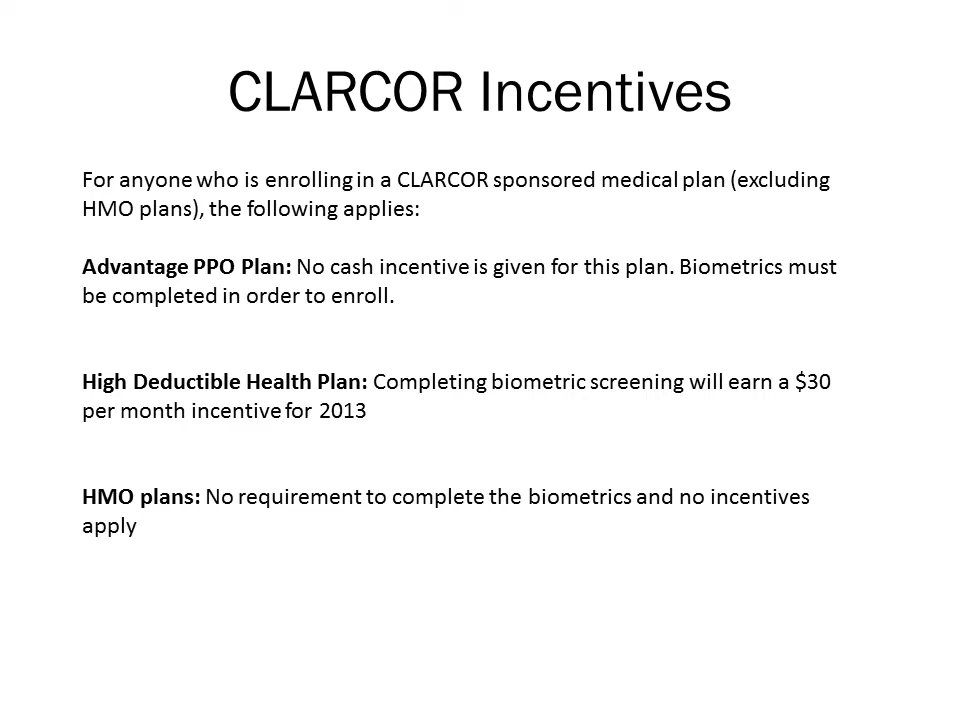 CLARCOR Incentives
For anyone who is enrolling in a CLARCOR sponsored medical plan (excluding
HMO plans), the following applies:
Advantage PPO Plan: No cash incentive is given for this plan. Biometrics must
be completed in order to enroll.
High Deductible Health Plan: Completing biometric screening will earn a $30
per month incentive for 2013
HMO plans: No requirement to complete the biometrics and no incentives
apply